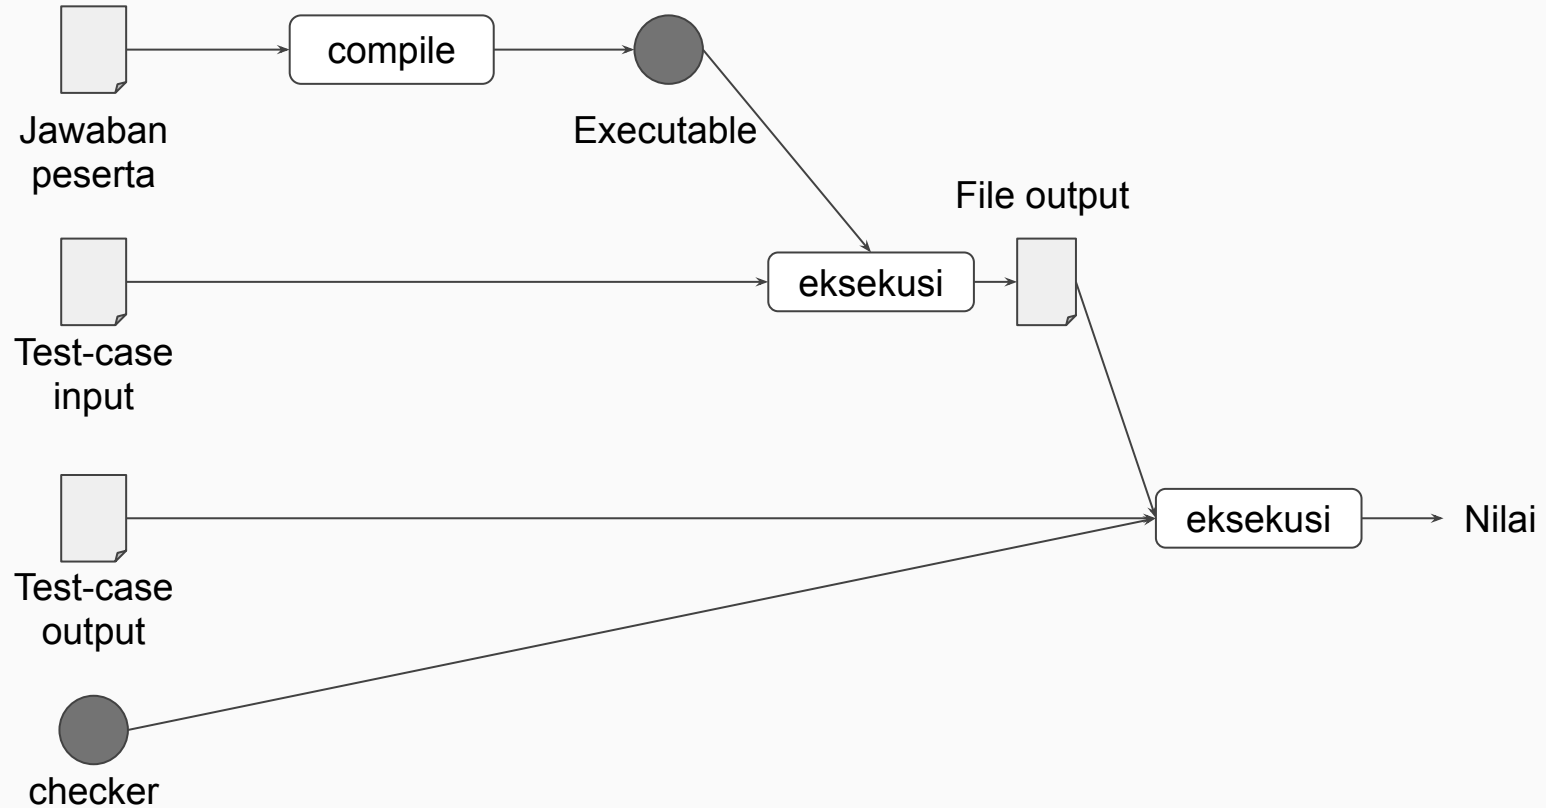 compile
Jawaban
peserta
Executable
File output
eksekusi
Test-case
input
eksekusi
Nilai
Test-case
output
checker